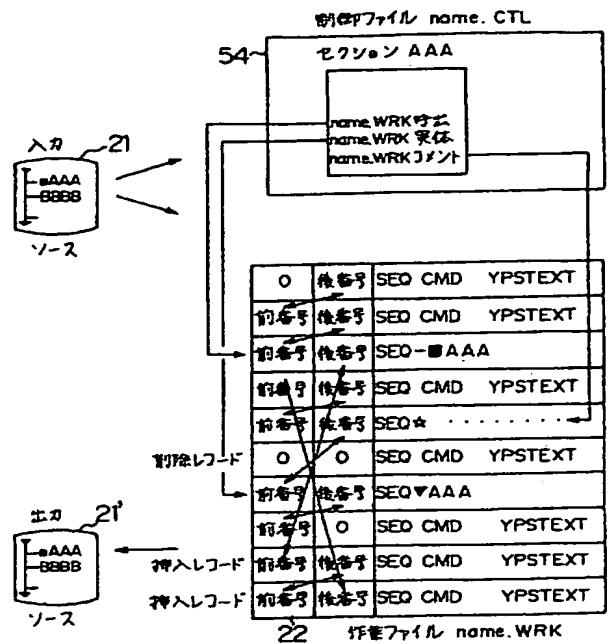 制御ファイル name. CTL
54
セクション AAA
name.WRK 呼出
name.WRK 実体
name.WRK コメント
入力
21
■AAA
BBBB
ソース
○ 後番号 SEQ CMD YPSTEXT
前番号 後番号 SEQ CMD YPSTEXT
前番号 後番号 SEQ-■AAA
前番号 後番号 SEQ CMD YPSTEXT
前番号 後番号 SEQ☆ ・・・・・・・・
削除レコード ○ ○ SEQ CMD YPSTEXT
前番号 後番号 SEQ▼AAA
前番号 ○ SEQ CMD YPSTEXT
挿入レコード 前番号 後番号 SEQ CMD YPSTEXT
挿入レコード 前番号 後番号 SEQ CMD YPSTEXT
出力
21'
■AAA
BBBB
ソース
22
作業ファイル name.WRK